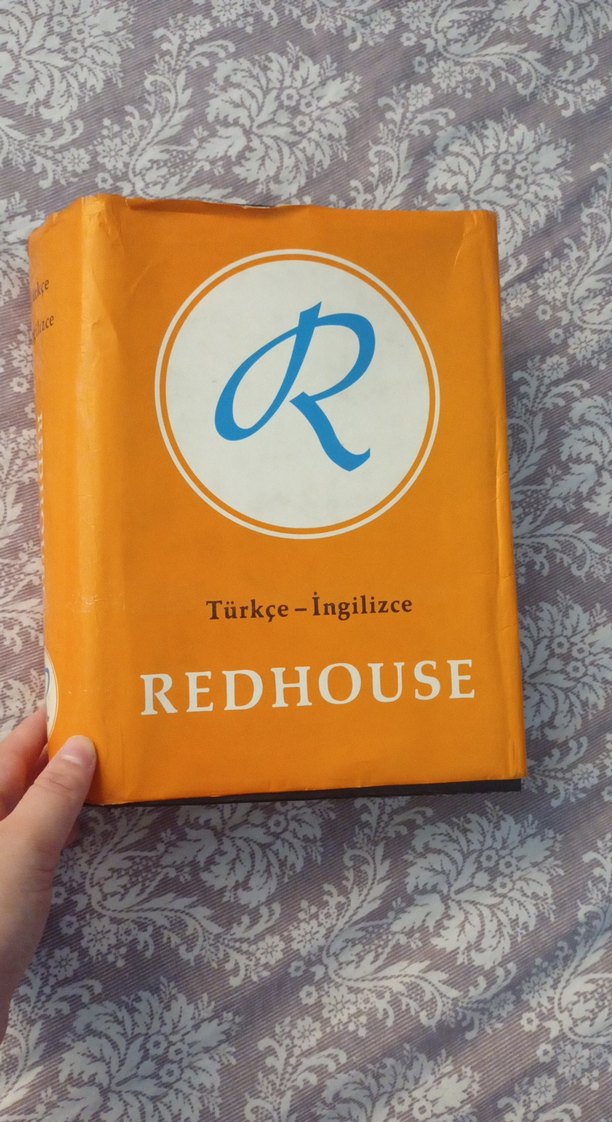 R
Türkçe – İngilizce
REDHOUSE